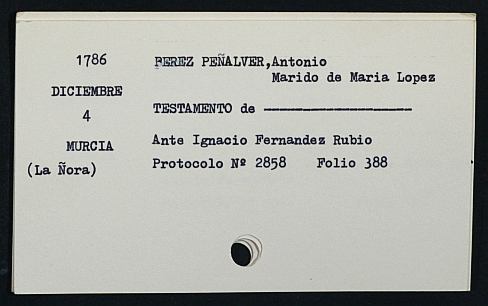 1786
DICIEMBRE
4
MURCIA
(La Ñora)
PEREZ PEÑALVER,Antonio
Marido de Maria Lopez
TESTAMENTO de ------------------
Ante Ignacio Fernandez Rubio
Protocolo Nº 2858 Folio 388